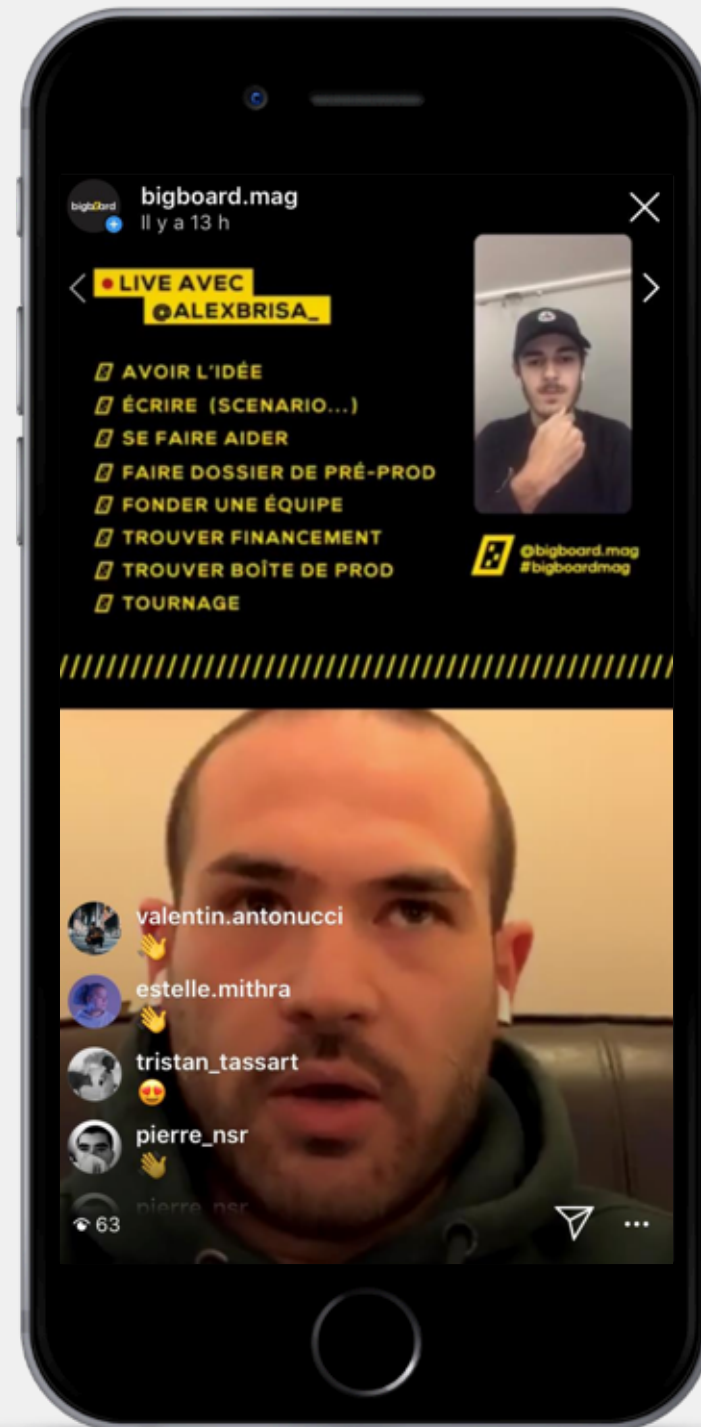 bigboard
bigboard.mag
Il y a 13 h
LIVE AVEC
@ALEXBRISA_
AVOIR L'IDÉE
ÉCRIRE (SCENARIO...)
SE FAIRE AIDER
FAIRE DOSSIER DE PRÉ-PROD
FONDER UNE ÉQUIPE
TROUVER FINANCEMENT
TROUVER BOÎTE DE PROD
TOURNAGE
@bigboard.mag
#bigboardmag
valentin.antonucci
👋
estelle.mithra
👋
tristan_tassart
😍
pierre_nsr
👋
pierre_nsr
63